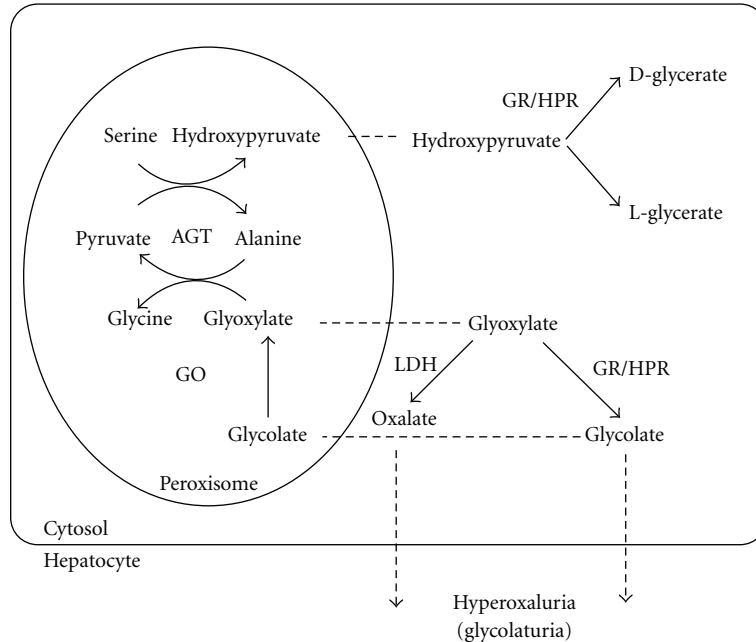 D-glycerate
GR/HPR
Serine Hydroxypyruvate
Hydroxypyruvate
L-glycerate
Pyruvate AGT Alanine
Glycine Glyoxylate
Glyoxylate
GO
LDH
GR/HPR
Oxalate
Glycolate
Glycolate
Peroxisome
Cytosol
Hepatocyte
Hyperoxaluria
(glycolaturia)